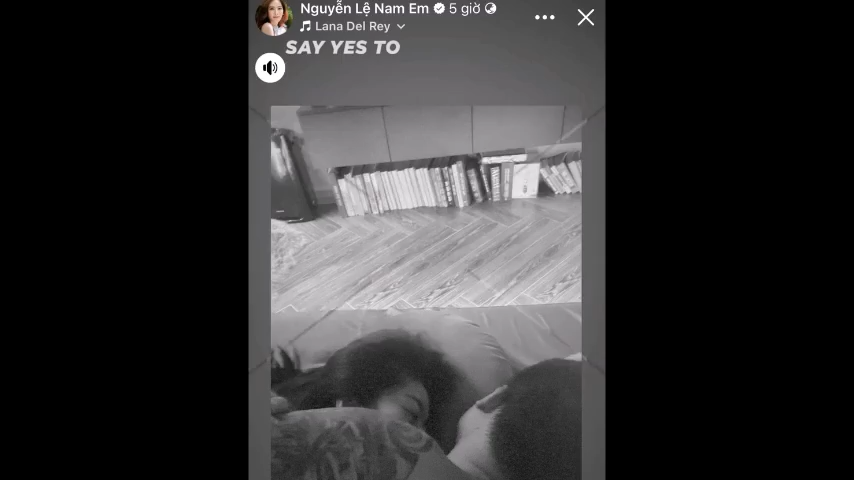 Nguyễn Lệ Nam Em 5 giờ
Lana Del Rey
SAY YES TO